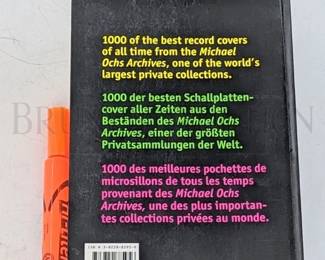 1000 of the best record covers
of all time from the Michael
Ochs Archives, one of the world's
largest private collections.
1000 der besten Schallplatten-
cover aller Zeiten aus den
Beständen des Michael Ochs
Archives, einer der größten
Privatsammlungen der Welt.
1000 des meilleures pochettes de
microsillons de tous les temps
provenant des Michael Ochs
Archives, une des plus importan-
tes collections privées au monde.